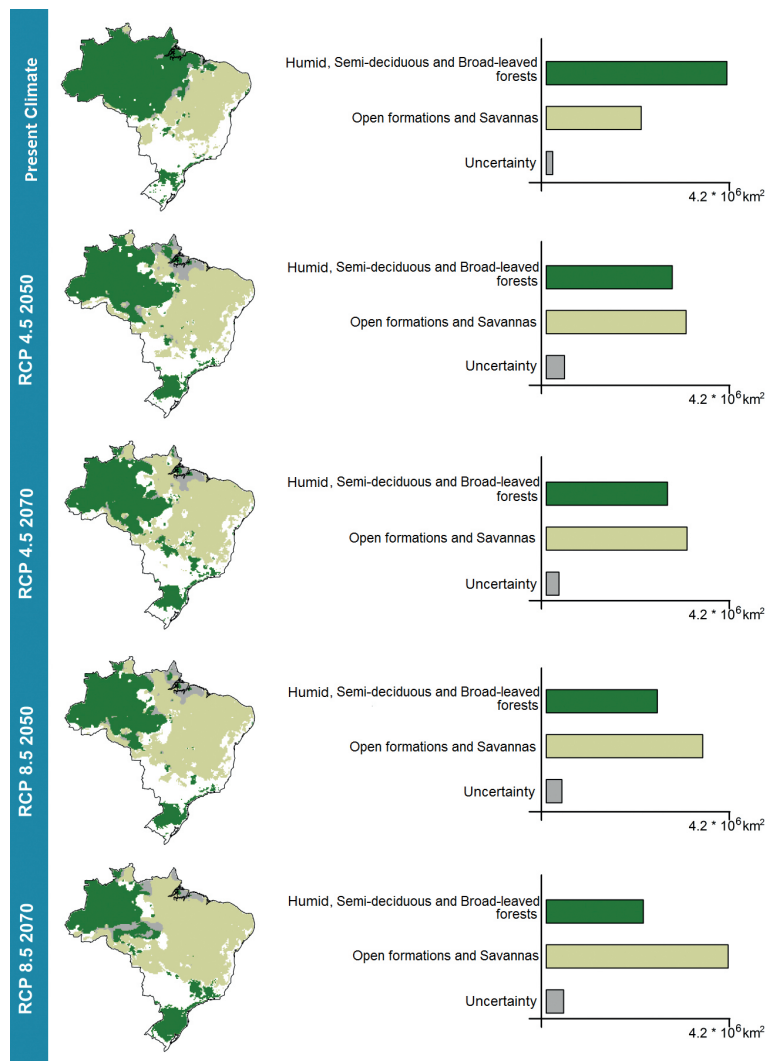 Present Climate
Humid, Semi-deciduous and Broad-leaved
forests
Open formations and Savannas
Uncertainty
4.2 * 10⁶km²
RCP 4.5 2050
Humid, Semi-deciduous and Broad-leaved
forests
Open formations and Savannas
Uncertainty
4.2 * 10⁶km²
RCP 4.5 2070
Humid, Semi-deciduous and Broad-leaved
forests
Open formations and Savannas
Uncertainty
4.2 * 10⁶km²
RCP 8.5 2050
Humid, Semi-deciduous and Broad-leaved
forests
Open formations and Savannas
Uncertainty
4.2 * 10⁶km²
RCP 8.5 2070
Humid, Semi-deciduous and Broad-leaved
forests
Open formations and Savannas
Uncertainty
4.2 * 10⁶km²